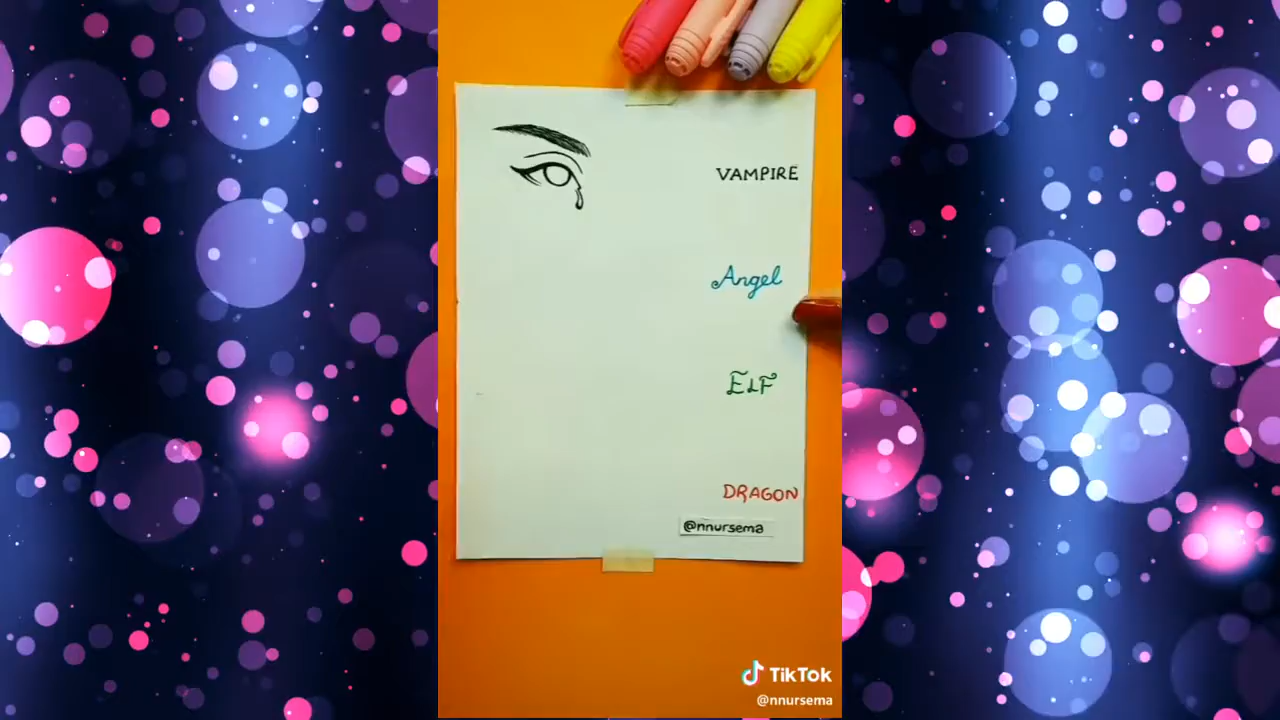 VAMPIRE
Angel
ELF
DRAGON
@nnursema
TikTok
@nnursema